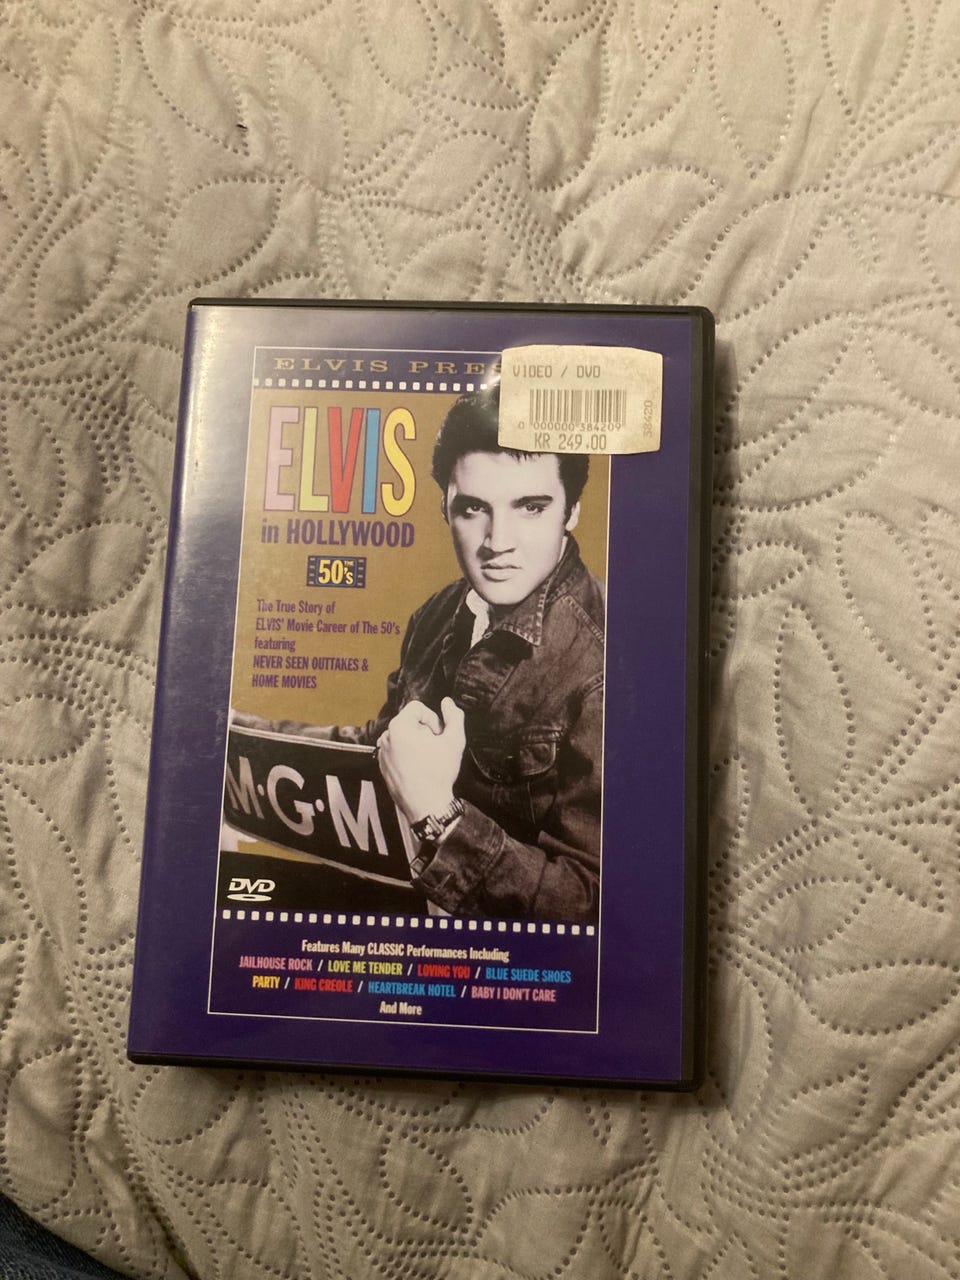 ELVIS
VIDEO / DVD
38420
0 000000 384209
KR 249.00
ELVIS
in HOLLYWOOD
THE
50's
The True Story of
ELVIS' Movie Career of The 50's
featuring
NEVER SEEN OUTTAKES &
HOME MOVIES
M·G·M
DVD
Features Many CLASSIC Performances Including
JAILHOUSE ROCK / LOVE ME TENDER / LOVING YOU / BLUE SUEDE SHOES
PARTY / KING CREOLE / HEARTBREAK HOTEL / BABY I DON'T CARE
And More